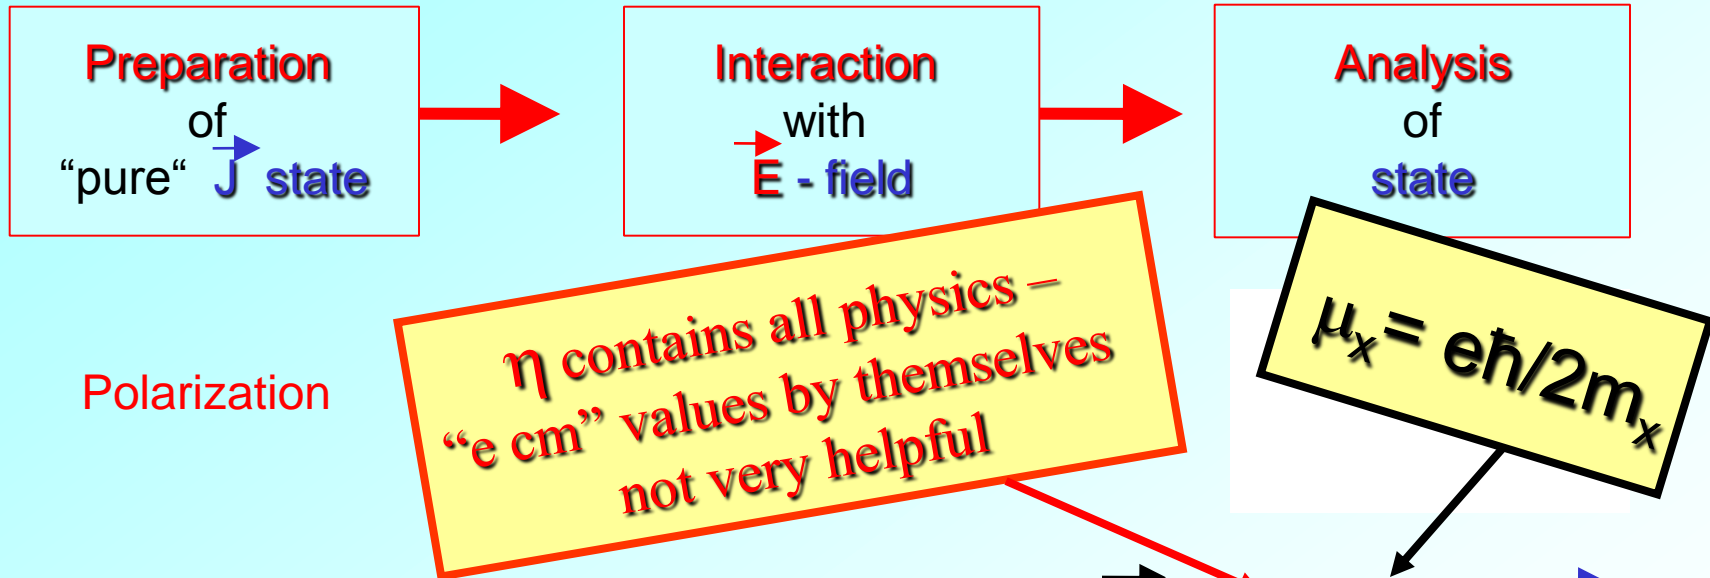 Preparation
of
“pure“ J state
Interaction
with
E - field
Analysis
of
state
Polarization
η contains all physics –
“e cm” values by themselves
not very helpful
μₓ = eħ/2mₓ